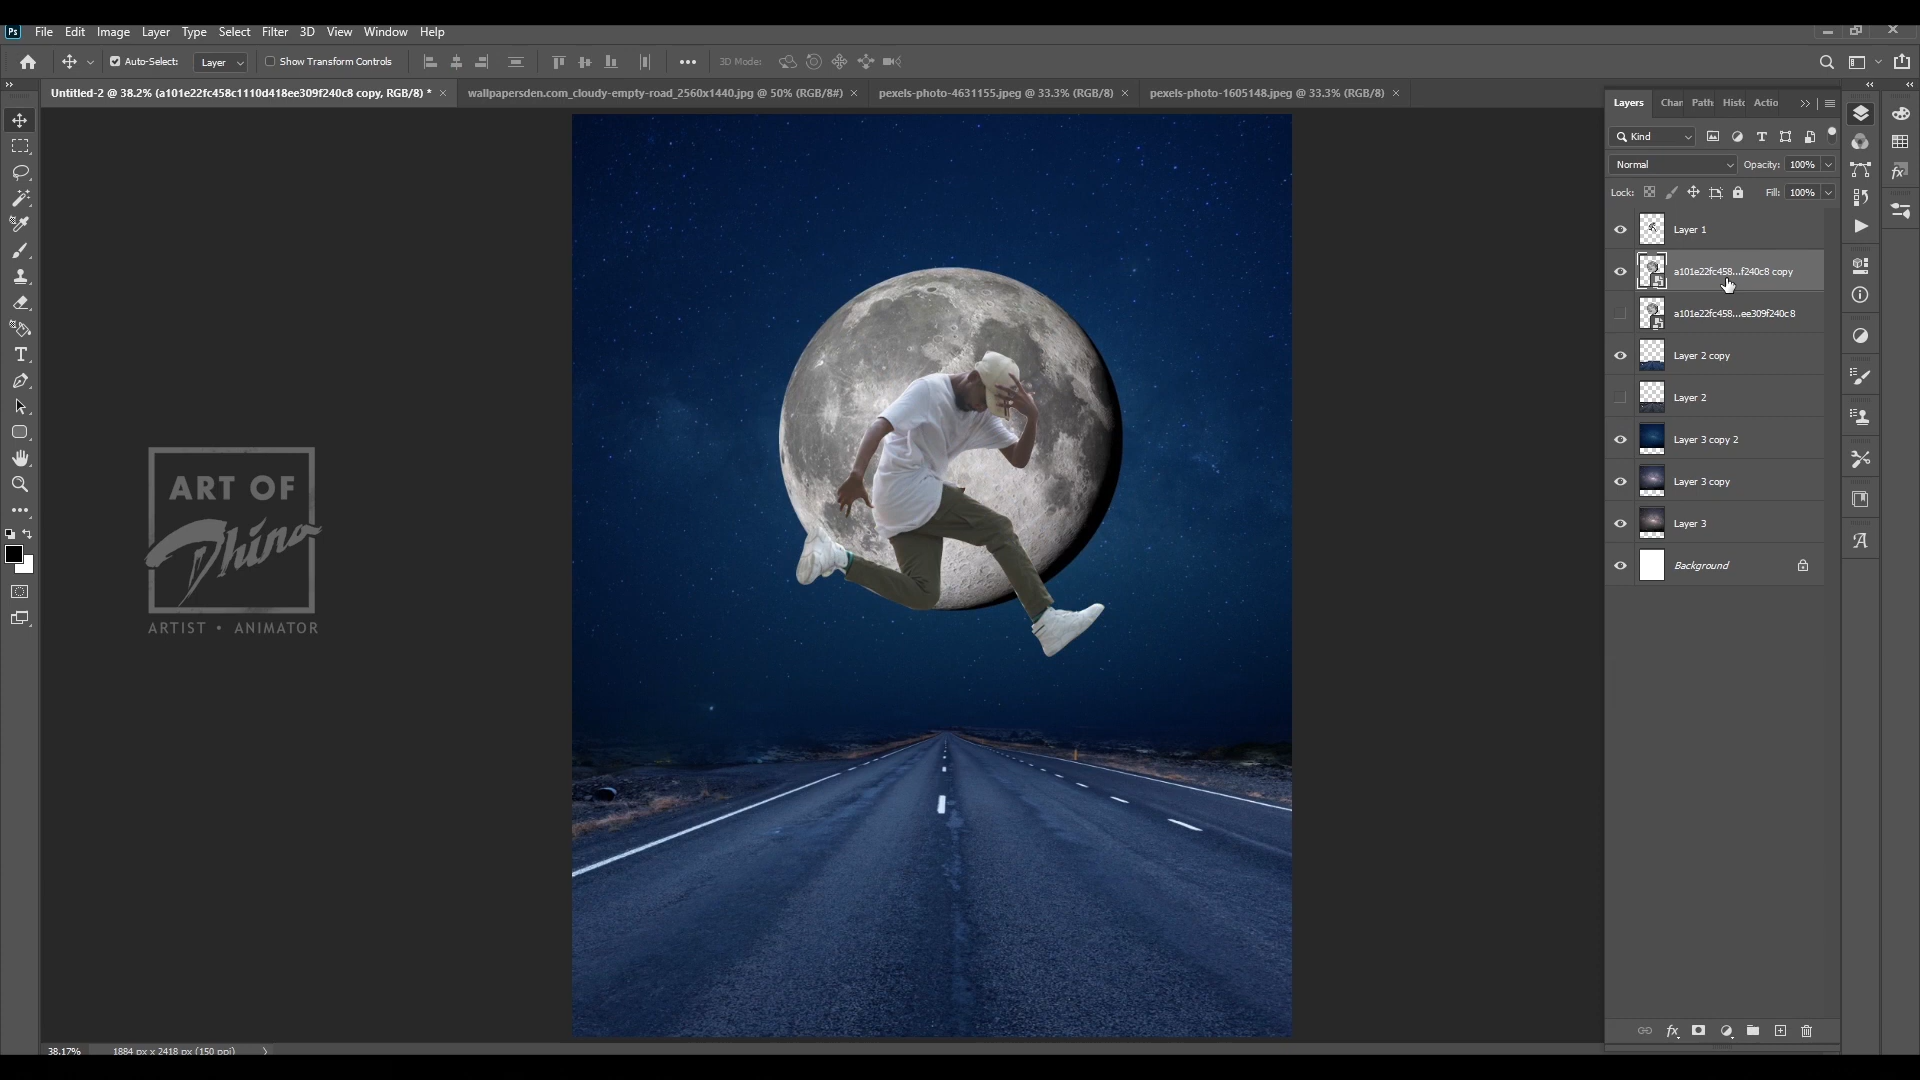 Ps File Edit Image Layer Type Select Filter 3D View Window Help
Auto-Select: Layer Show Transform Controls 3D Mode:
Untitled-2 @ 38.2% (a101e22fc458c1110d418ee309f240c8 copy, RGB/8) * × wallpapersden.com_cloudy-empty-road_2560x1440.jpg @ 50% (RGB/8#) × pexels-photo-4631155.jpeg @ 33.3% (RGB/8) × pexels-photo-1605148.jpeg @ 33.3% (RGB/8) ×
Layers Chan Path Histo Actio
Kind
Normal Opacity: 100%
Lock: Fill: 100%
Layer 1
a101e22fc458...f240c8 copy
a101e22fc458...ee309f240c8
Layer 2 copy
Layer 2
Layer 3 copy 2
Layer 3 copy
Layer 3
Background
ART OF
Dhina
ARTIST • ANIMATOR
38.17% 1884 px x 2418 px (150 ppi)